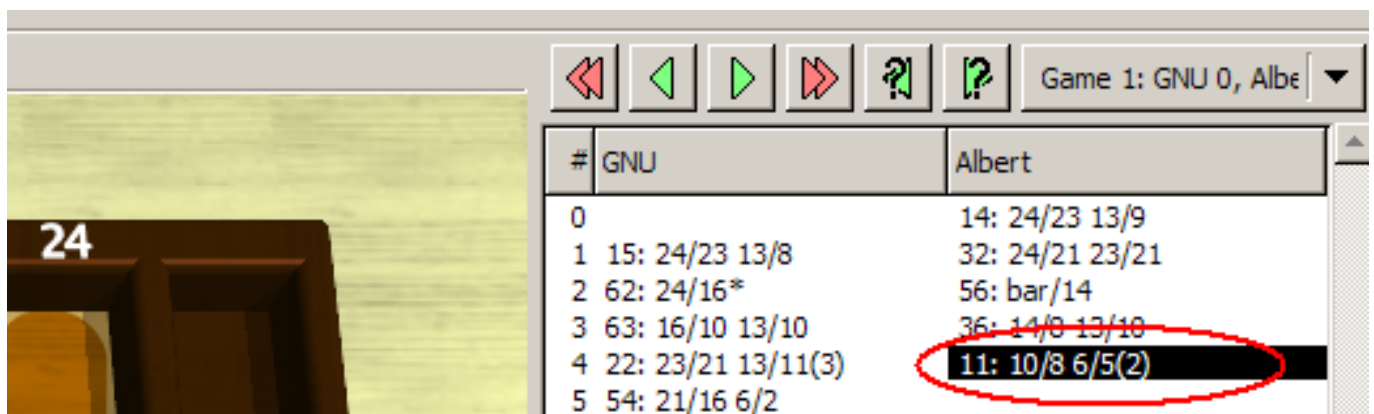 Game 1: GNU 0, Albe
# GNU Albert
24
0 14: 24/23 13/9
1 15: 24/23 13/8 32: 24/21 23/21
2 62: 24/16* 56: bar/14
3 63: 16/10 13/10 36: 14/8 13/10
4 22: 23/21 13/11(3) 11: 10/8 6/5(2)
5 54: 21/16 6/2